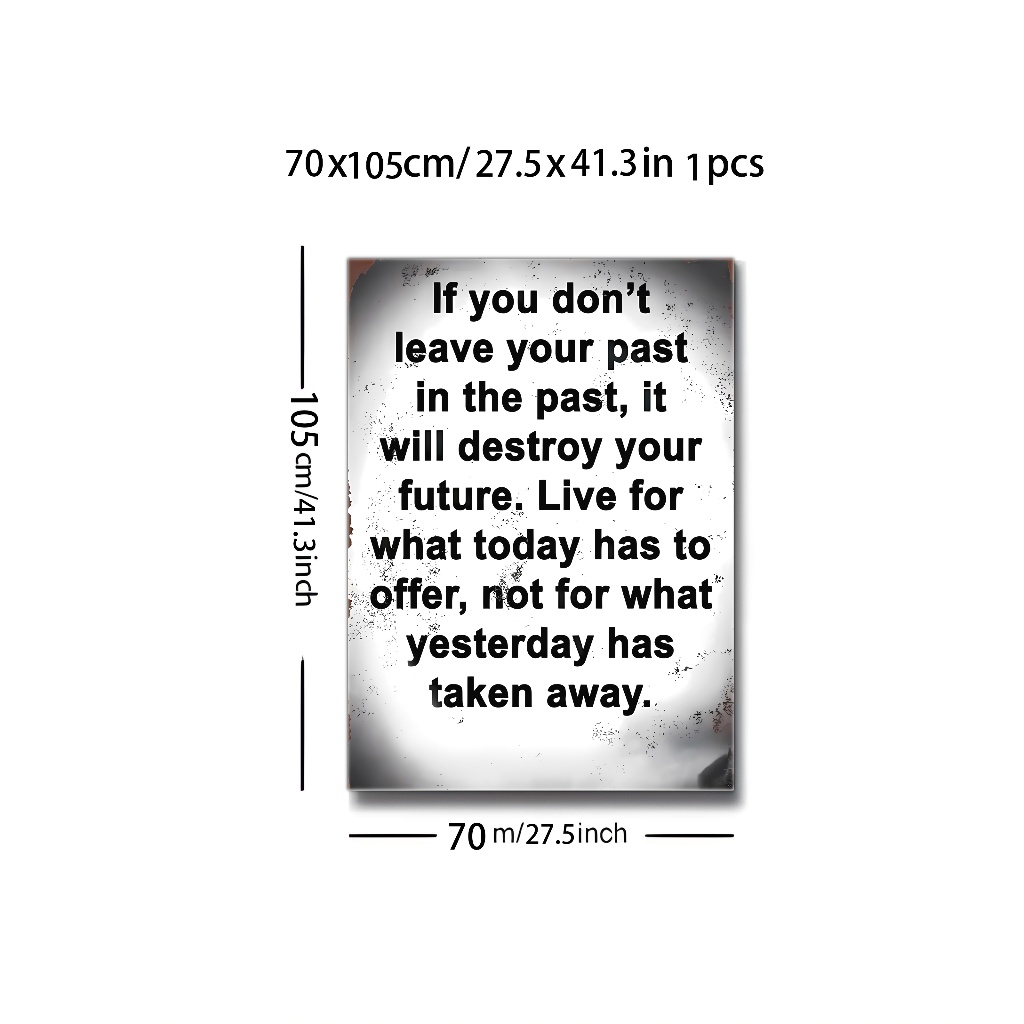 70x105cm/27.5x41.3in 1pcs
If you don’t
leave your past
in the past, it
will destroy your
future. Live for
what today has to
offer, not for what
yesterday has
taken away.
105cm/41.3inch
70 m/27.5inch